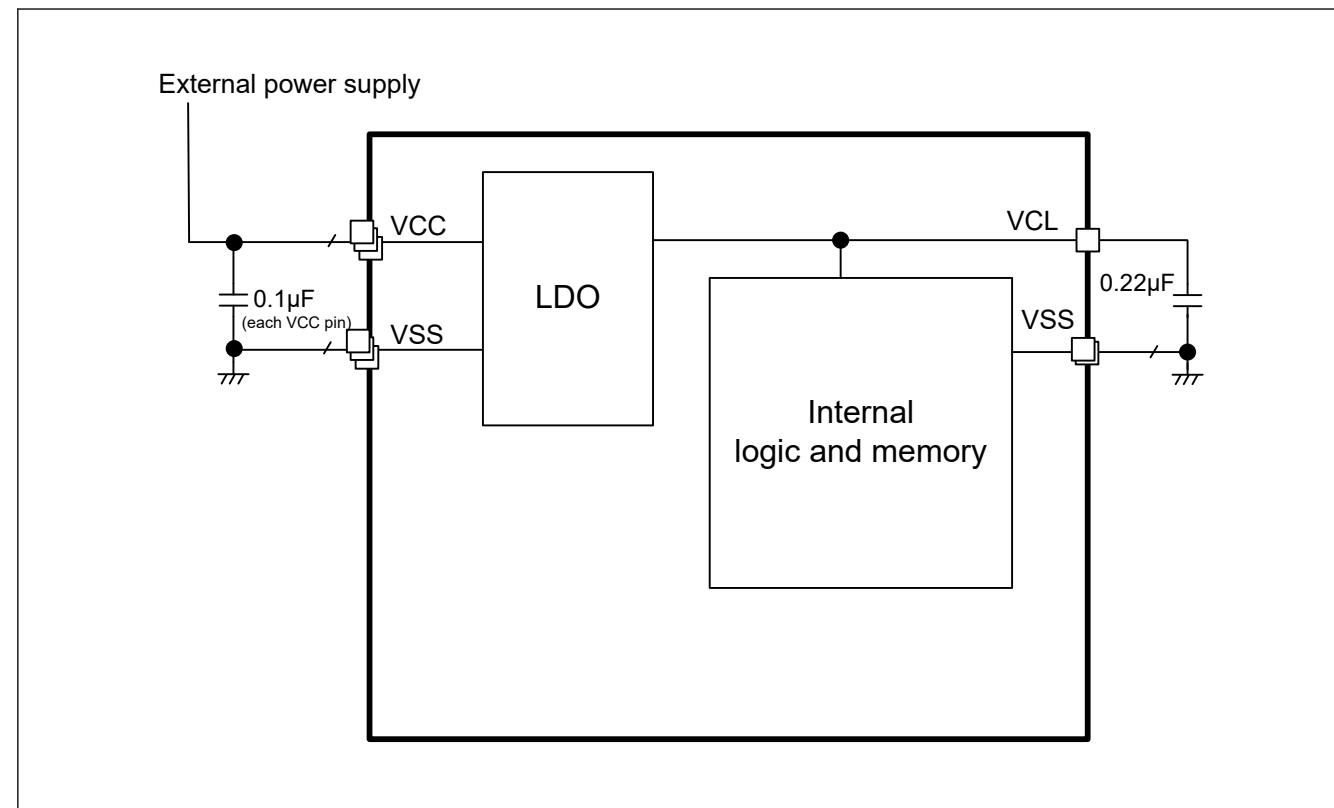 External power supply
VCC
VCL
LDO
0.1µF
(each VCC pin)
0.22µF
VSS
VSS
Internal
logic and memory